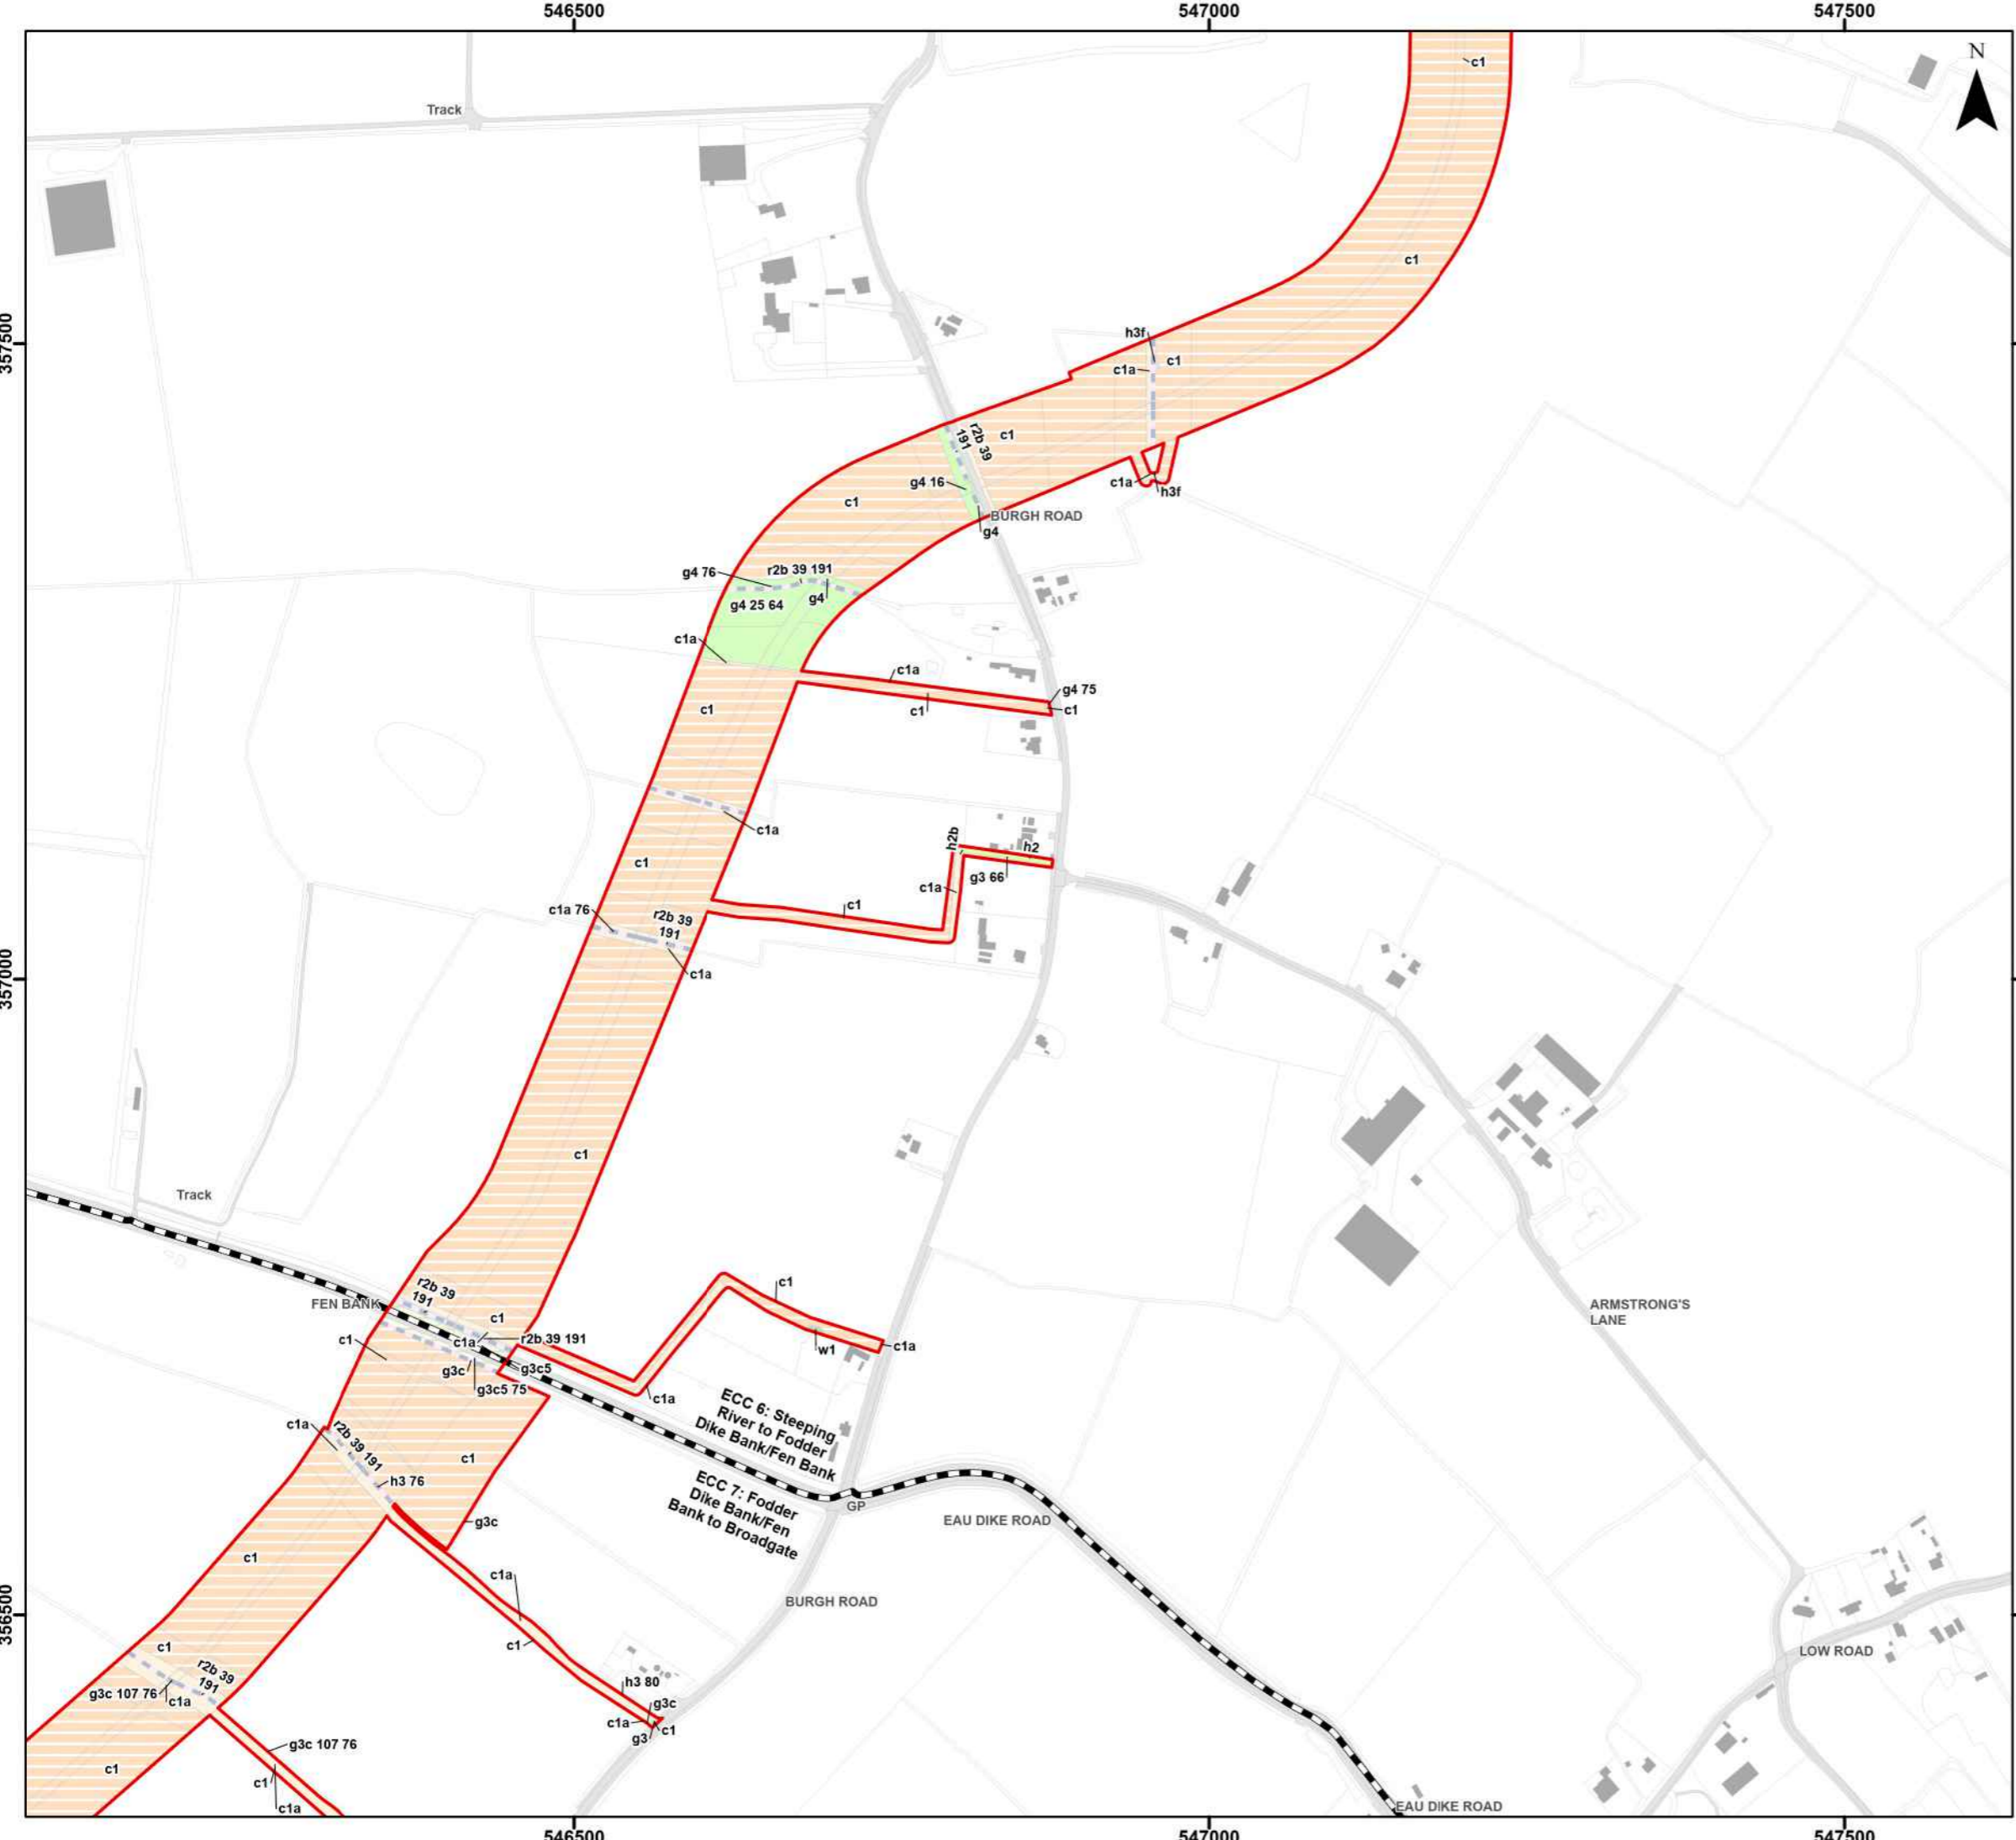 546500
547000
547500
N
c1
Track
c1
357500
h3f
c1
c1a
r2b 39
191
c1
g4 16
c1a
h3f
c1
BURGH ROAD
g4
g4 76
r2b 39 191
g4 25 64
g4
c1a
c1a
g4 75
c1
c1
c1
c1a
h2b
h2
c1
g3 66
c1a
c1
c1a 76
r2b 39
191
c1a
357000
c1
Track
r2b 39
191
c1
FEN BANK
c1
c1
c1a
r2b 39 191
w1
c1a
g3c
g3c5
g3c5 75
c1a
ARMSTRONG'S
LANE
ECC 6: Steeping
River to Fodder
Dike Bank/Fen Bank
c1a
r2b 39 191
c1
h3 76
ECC 7: Fodder
Dike Bank/Fen
Bank to Broadgate
GP
g3c
EAU DIKE ROAD
c1
c1a
BURGH ROAD
356500
c1
c1
LOW ROAD
r2b 39
191
h3 80
g3c 107 76
c1a
g3c
c1a
c1
g3
g3c 107 76
c1
c1
c1a
EAU DIKE ROAD
546500
547000
547500